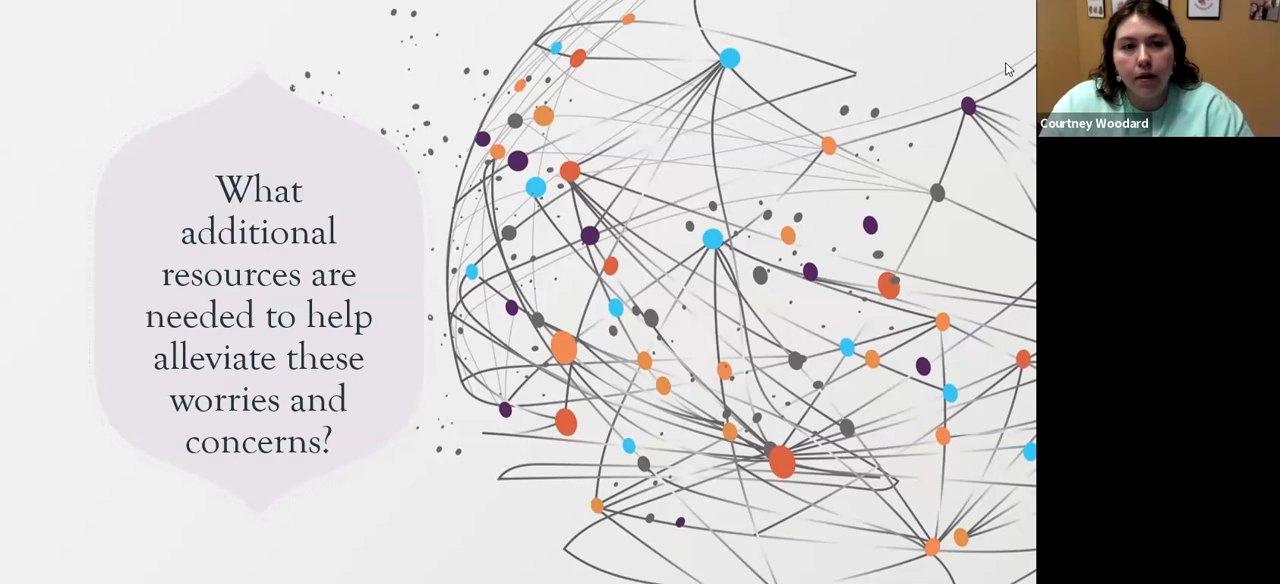 What
additional
resources are
needed to help
alleviate these
worries and
concerns?
Courtney Woodard